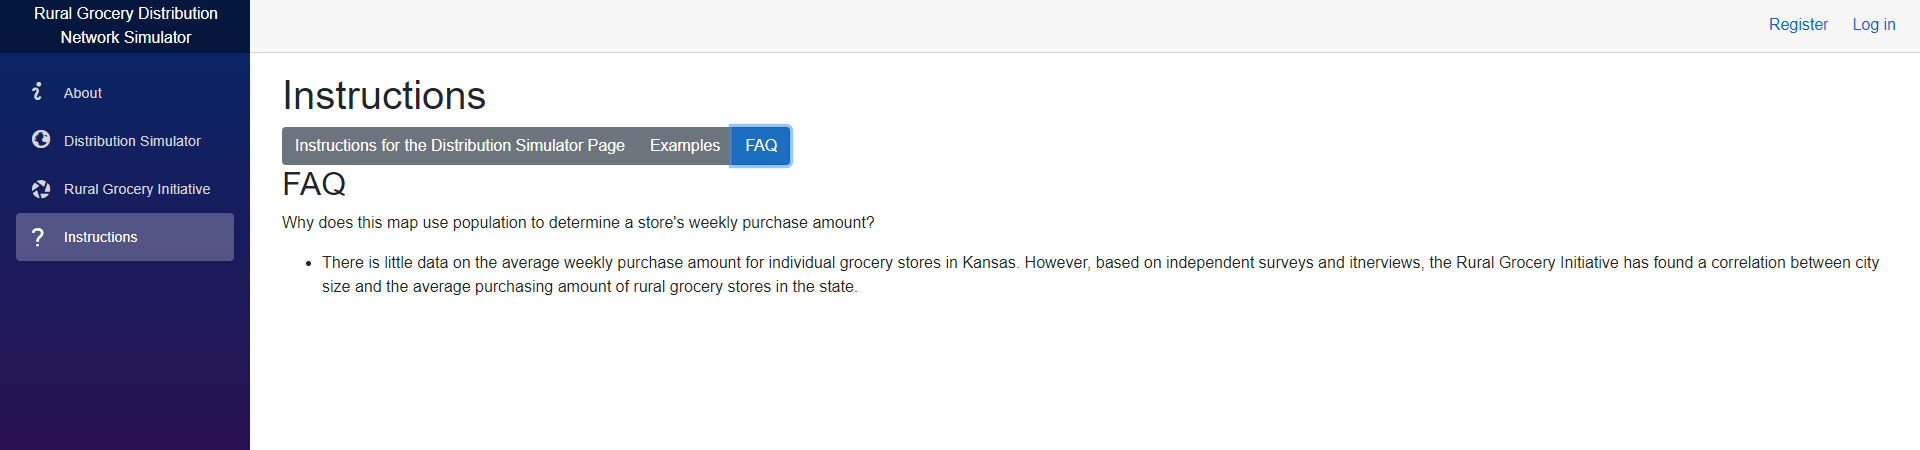 Rural Grocery Distribution
Network Simulator
Register
Log in
About
Distribution Simulator
Rural Grocery Initiative
Instructions
Instructions
Instructions for the Distribution Simulator Page
Examples
FAQ
FAQ
Why does this map use population to determine a store's weekly purchase amount?
• There is little data on the average weekly purchase amount for individual grocery stores in Kansas. However, based on independent surveys and itnerviews, the Rural Grocery Initiative has found a correlation between city
size and the average purchasing amount of rural grocery stores in the state.